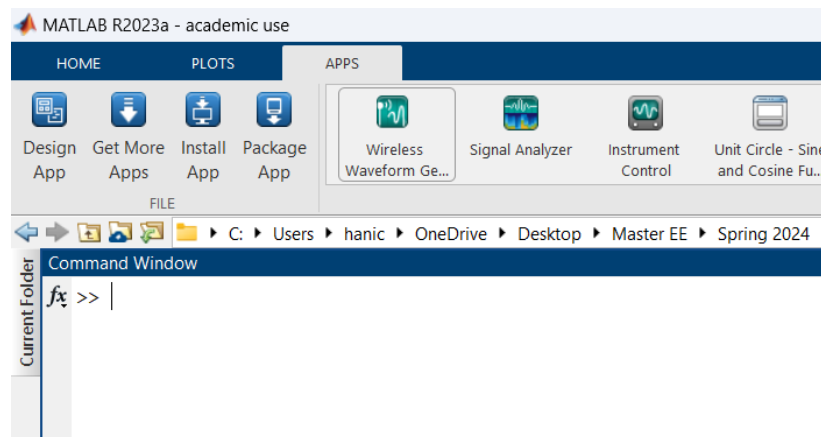 MATLAB R2023a - academic use
HOME PLOTS APPS
Design App
Get More Apps
Install App
Package App
Wireless Waveform Ge...
Signal Analyzer
Instrument Control
Unit Circle - Sine and Cosine Fu...
FILE
C: Users hanic OneDrive Desktop Master EE Spring 2024
Current Folder
Command Window
fx >>